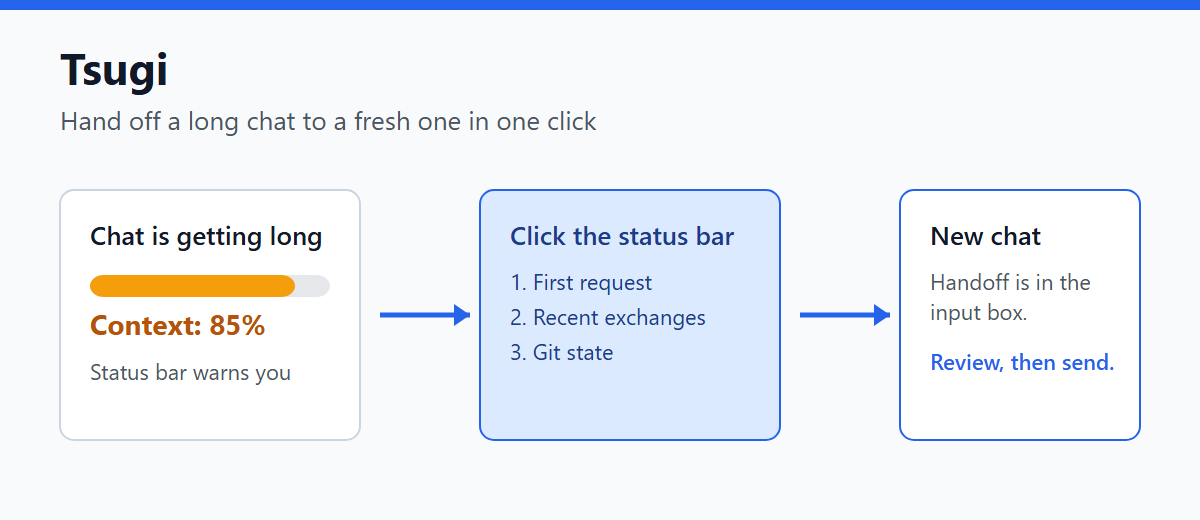 Tsugi
Hand off a long chat to a fresh one in one click
Chat is getting long
Context: 85%
Status bar warns you
Click the status bar
1. First request
2. Recent exchanges
3. Git state
New chat
Handoff is in the
input box.
Review, then send.